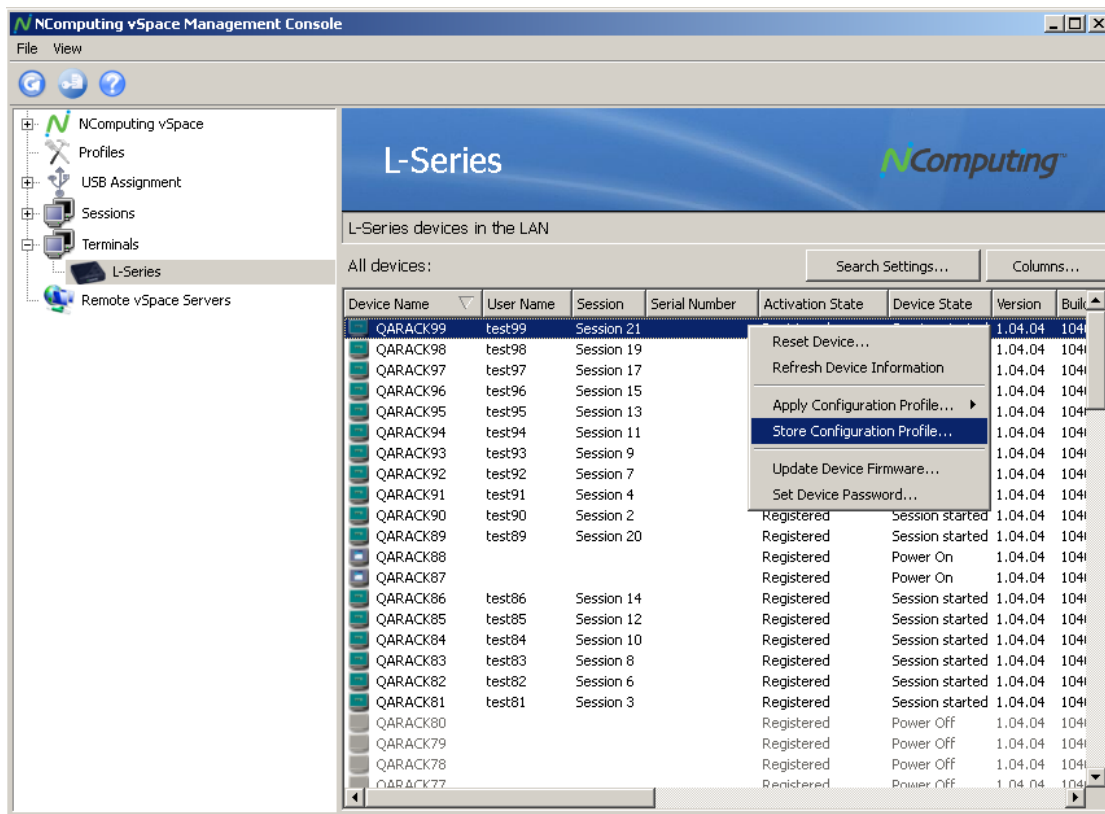 NComputing vSpace Management Console
File View
NComputing vSpace
Profiles
USB Assignment
Sessions
Terminals
L-Series
Remote vSpace Servers
L-Series NComputing™
L-Series devices in the LAN
All devices: Search Settings... Columns...
Device Name User Name Session Serial Number Activation State Device State Version
QARACK99 test99 Session 21 1.04.04
QARACK98 test98 Session 19 1.04.04
QARACK97 test97 Session 17 1.04.04
QARACK96 test96 Session 15 1.04.04
QARACK95 test95 Session 13 1.04.04
QARACK94 test94 Session 11 1.04.04
QARACK93 test93 Session 9 1.04.04
QARACK92 test92 Session 7 1.04.04
QARACK91 test91 Session 4 1.04.04
QARACK90 test90 Session 2 Registered Session started 1.04.04
QARACK89 test89 Session 20 Registered Session started 1.04.04
QARACK88 Registered Power On 1.04.04
QARACK87 Registered Power On 1.04.04
QARACK86 test86 Session 14 Registered Session started 1.04.04
QARACK85 test85 Session 12 Registered Session started 1.04.04
QARACK84 test84 Session 10 Registered Session started 1.04.04
QARACK83 test83 Session 8 Registered Session started 1.04.04
QARACK82 test82 Session 6 Registered Session started 1.04.04
QARACK81 test81 Session 3 Registered Session started 1.04.04
QARACK80 Registered Power Off 1.04.04
QARACK79 Registered Power Off 1.04.04
QARACK78 Registered Power Off 1.04.04
QARACK77 Registered Power Off 1.04.04
Reset Device...
Refresh Device Information
Apply Configuration Profile...
Store Configuration Profile...
Update Device Firmware...
Set Device Password...